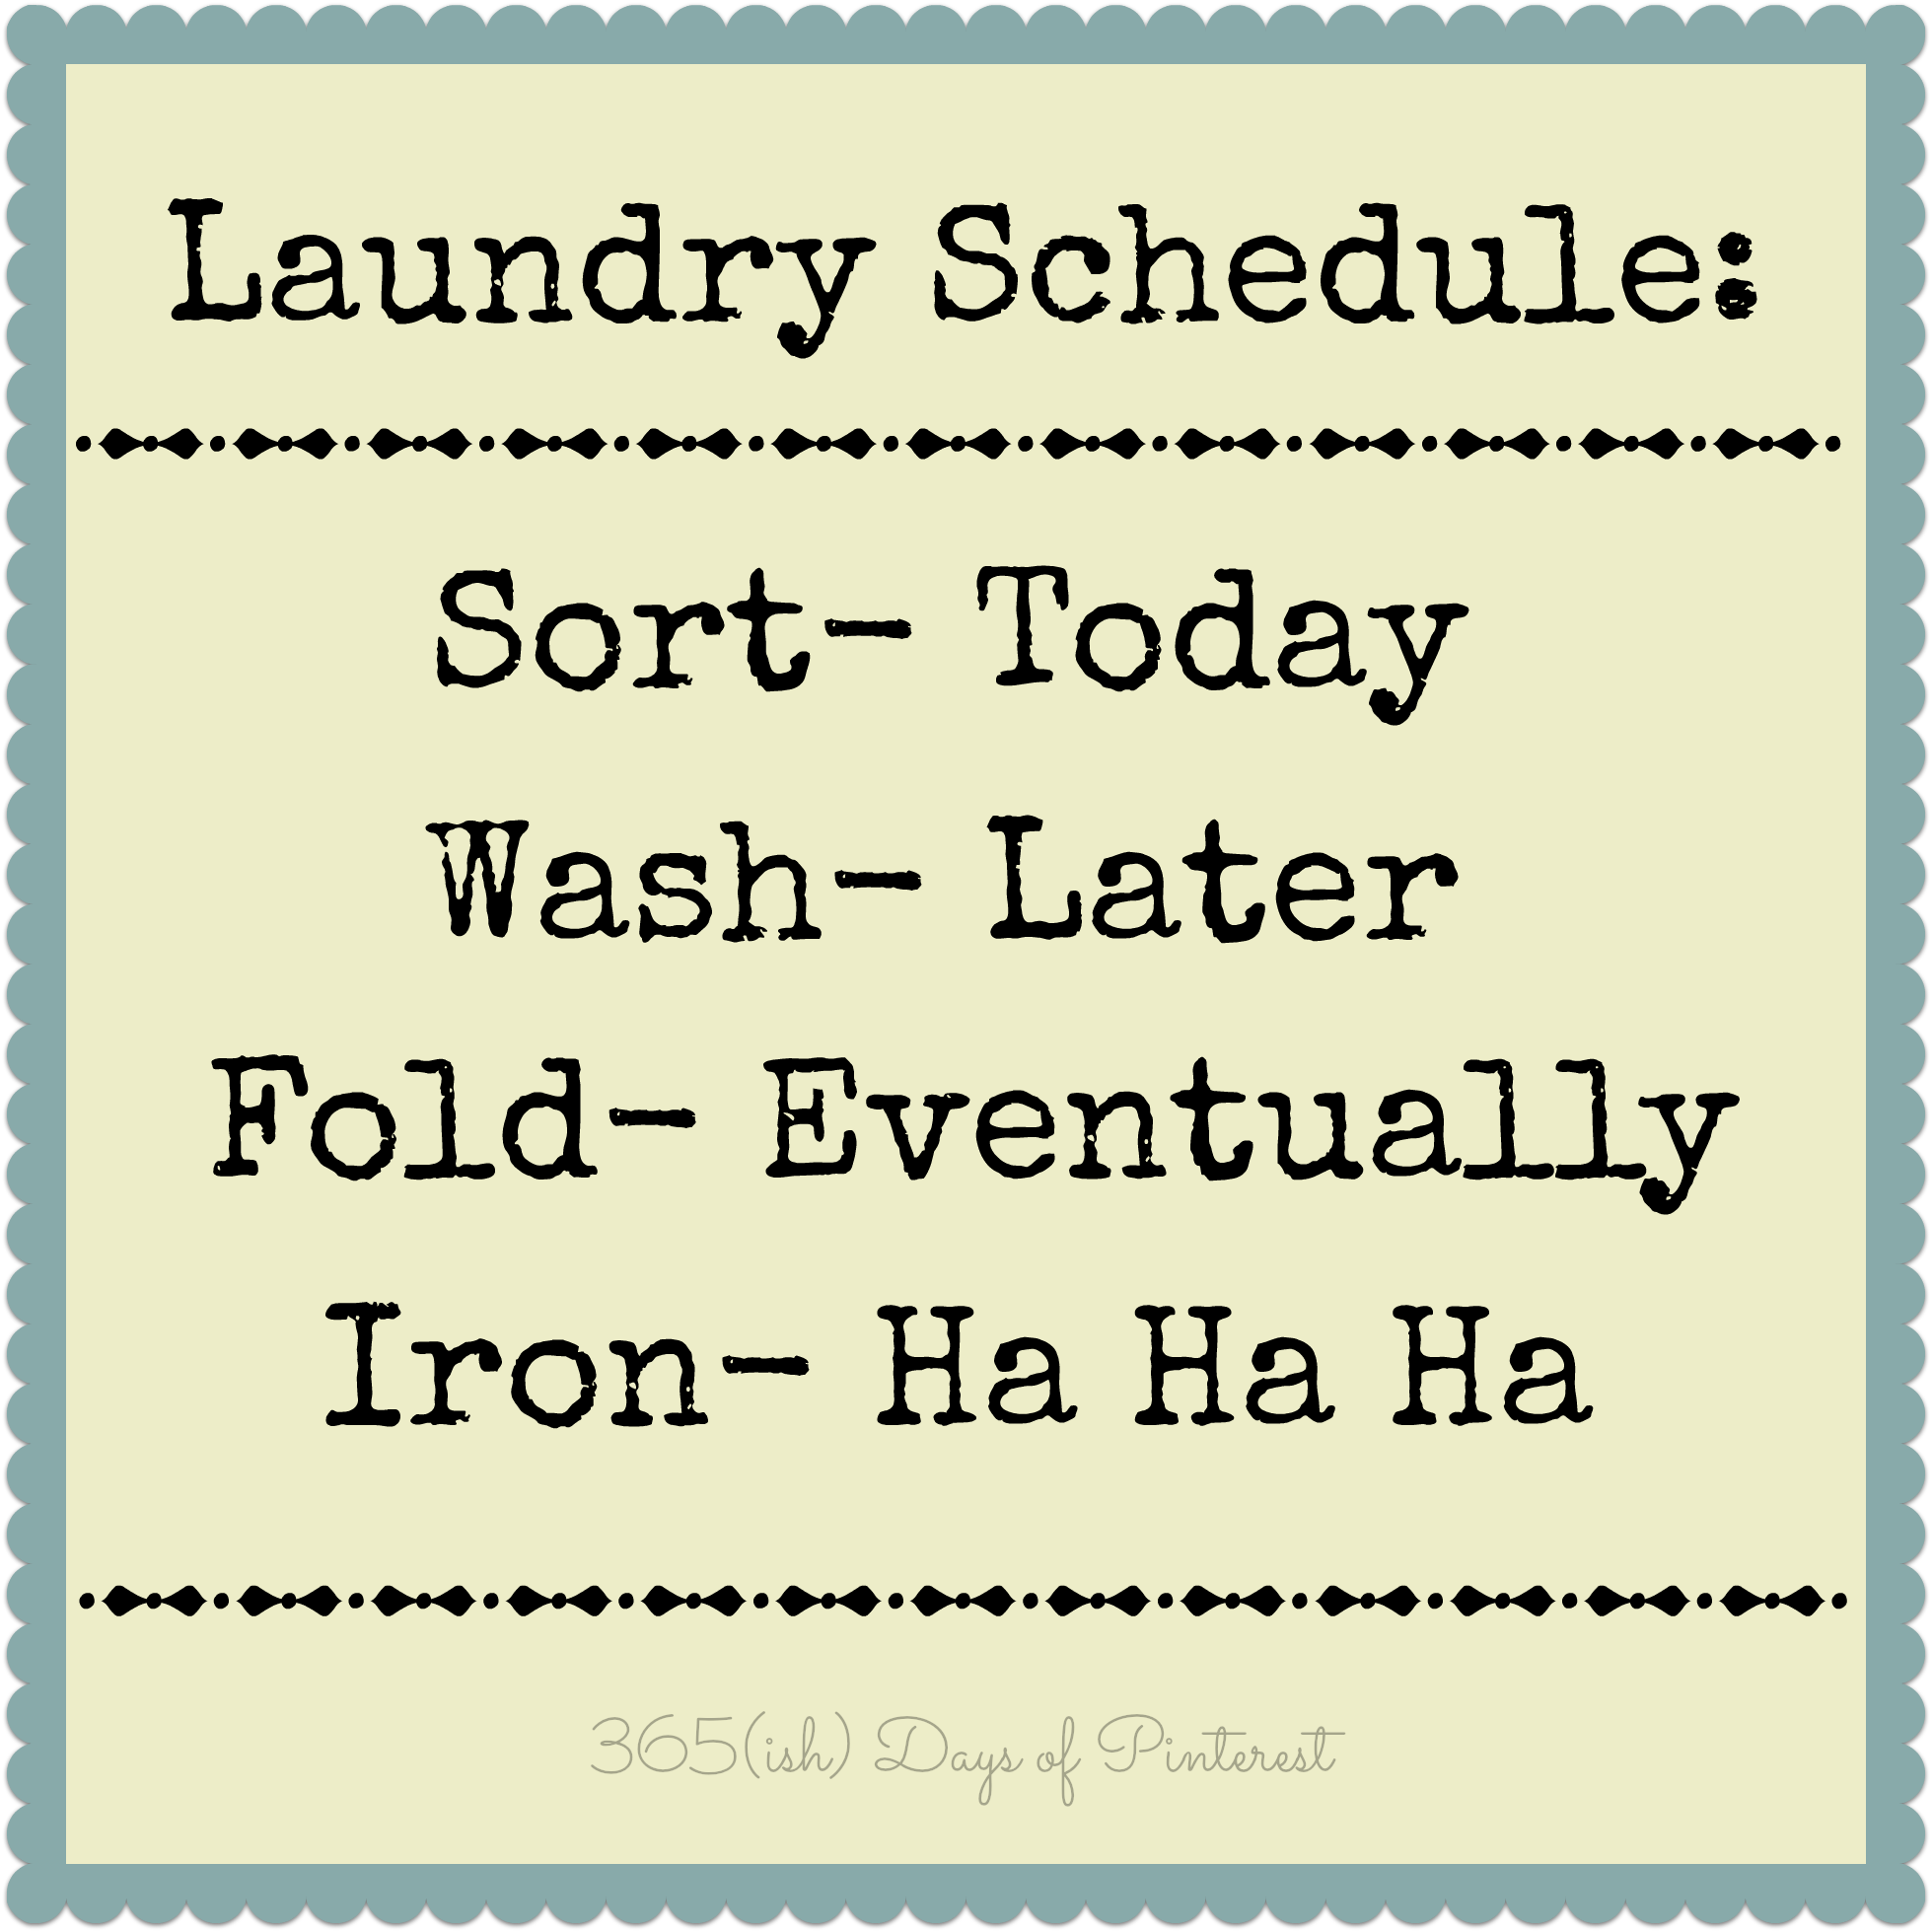 Laundry Schedule:
Sort- Today
Wash- Later
Fold- Eventually
Iron- Ha Ha Ha
365(ish) Days of Pinterest